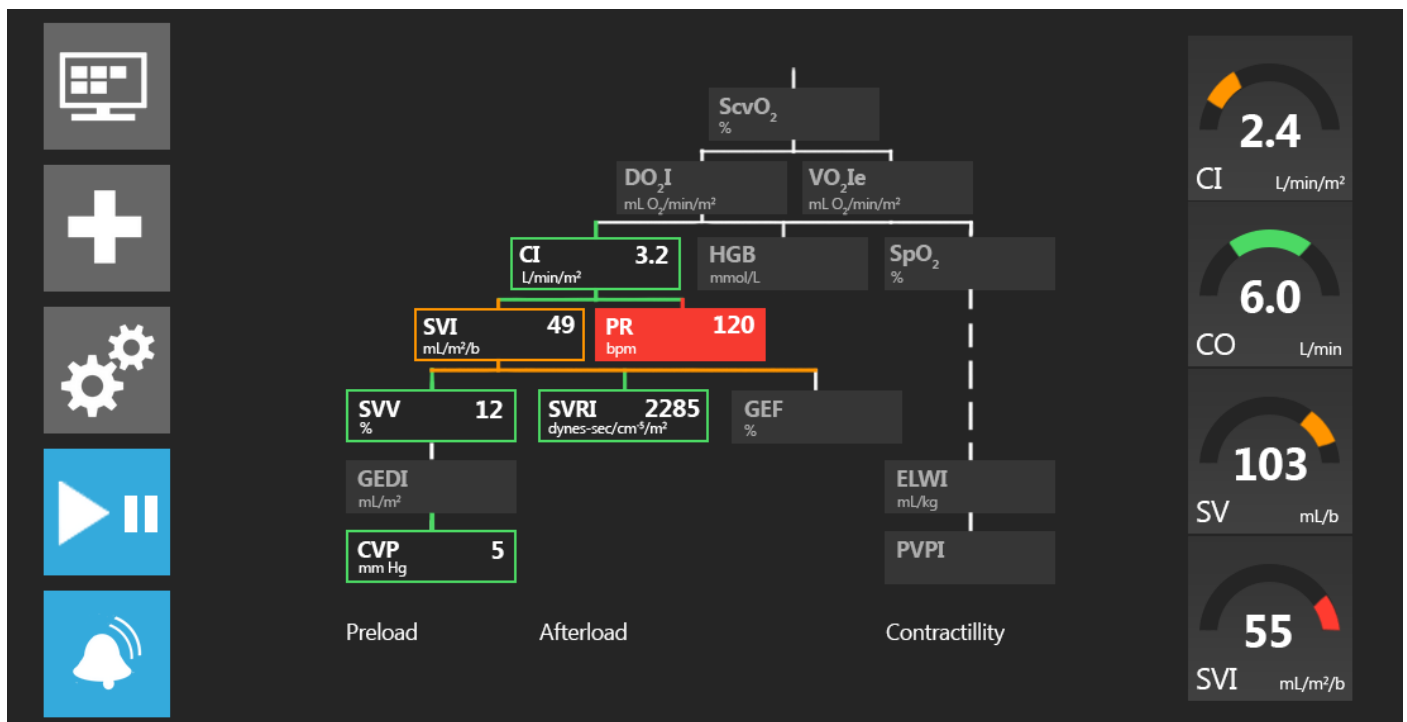 ScvO₂
%
DO₂I
mL O₂/min/m²
VO₂Ie
mL O₂/min/m²
CI 3.2
L/min/m²
HGB
mmol/L
SpO₂
%
SVI 49
mL/m²/b
PR 120
bpm
SVV 12
%
SVRI 2285
dynes-sec/cm⁻⁵/m²
GEF
%
GEDI
mL/m²
ELWI
mL/kg
CVP 5
mm Hg
PVPI
Preload
Afterload
Contractillity
2.4
CI L/min/m²
6.0
CO L/min
103
SV mL/b
55
SVI mL/m²/b